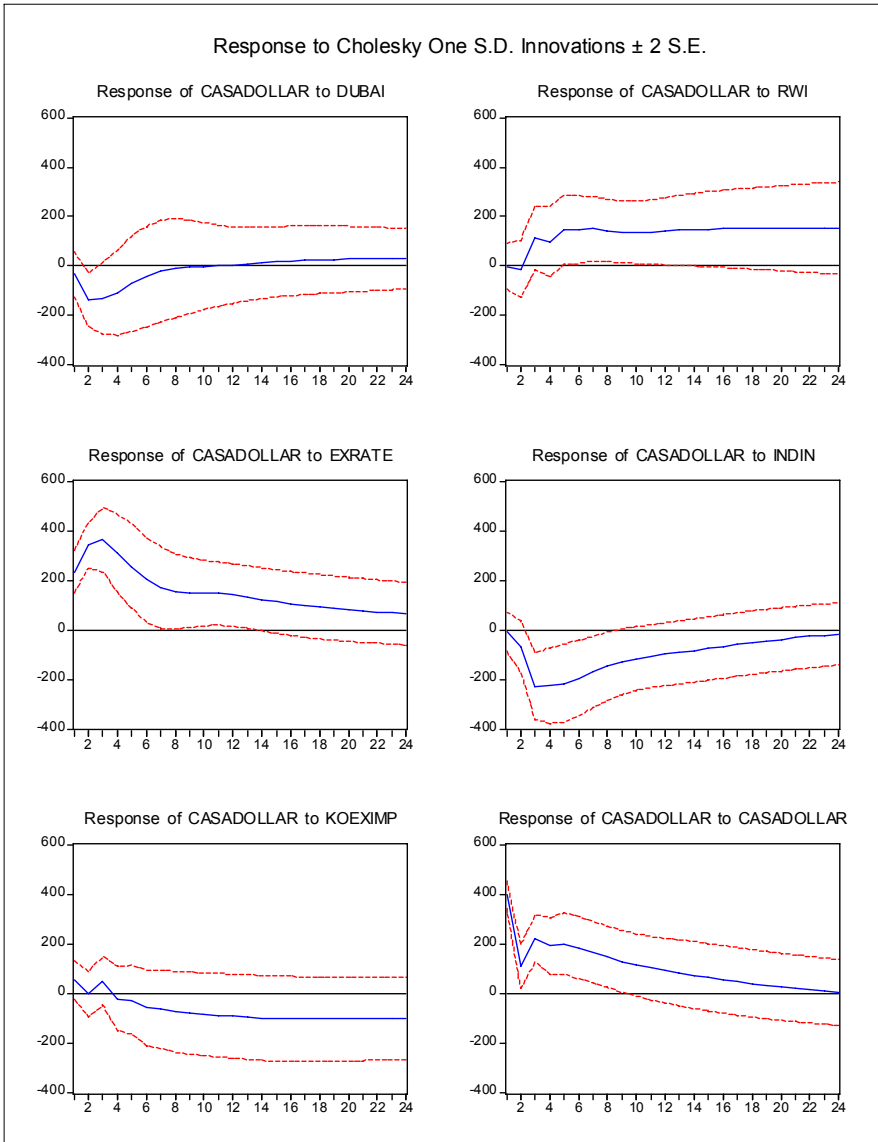 Response to Cholesky One S.D. Innovations ± 2 S.E.
Response of CASADOLLAR to DUBAI
600
400
200
0
-200
-400
2 4 6 8 10 12 14 16 18 20 22 24
Response of CASADOLLAR to RWI
600
400
200
0
-200
-400
2 4 6 8 10 12 14 16 18 20 22 24
Response of CASADOLLAR to EXRATE
600
400
200
0
-200
-400
2 4 6 8 10 12 14 16 18 20 22 24
Response of CASADOLLAR to INDIN
600
400
200
0
-200
-400
2 4 6 8 10 12 14 16 18 20 22 24
Response of CASADOLLAR to KOEXIMP
600
400
200
0
-200
-400
2 4 6 8 10 12 14 16 18 20 22 24
Response of CASADOLLAR to CASADOLLAR
600
400
200
0
-200
-400
2 4 6 8 10 12 14 16 18 20 22 24